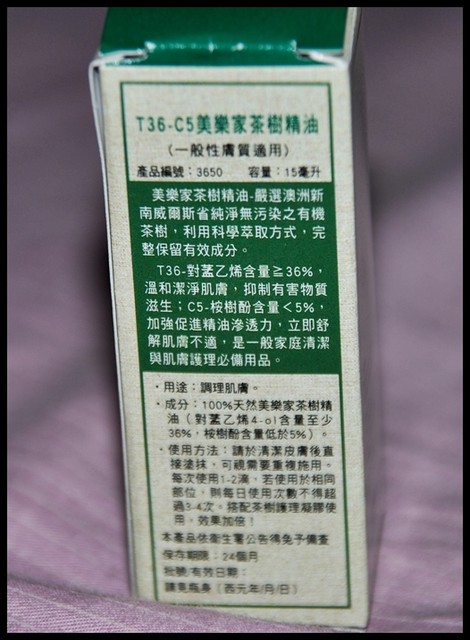 T36-C5美樂家茶樹精油
(一般性膚質適用)
產品編號：3650 容量：15毫升
美樂家茶樹精油-嚴選澳洲新
南威爾斯省純淨無污染之有機
茶樹，利用科學萃取方式，完
整保留有效成分。
T36-對藎乙烯含量≧36%，
溫和潔淨肌膚，抑制有害物質
滋生；C5-桉樹酚含量＜5%，
加強促進精油滲透力，立即舒
解肌膚不適，是一般家庭清潔
與肌膚護理必備用品。
・用途：調理肌膚。
・成分：100%天然美樂家茶樹精
油（對藎乙烯4-ol含量至少
36%，桉樹酚含量低於5%）。
・使用方法：請於清潔皮膚後直
接塗抹，可視需要重複施用。
每次使用1-2滴，若使用於相同
部位，則每日使用次數不得超
過3-4次。搭配茶樹護理凝膠使
用，效果加倍！
本產品依衛生署公告得免予備查
保存期限：24個月
批號/有效日期：
請見瓶身（西元年/月/日）